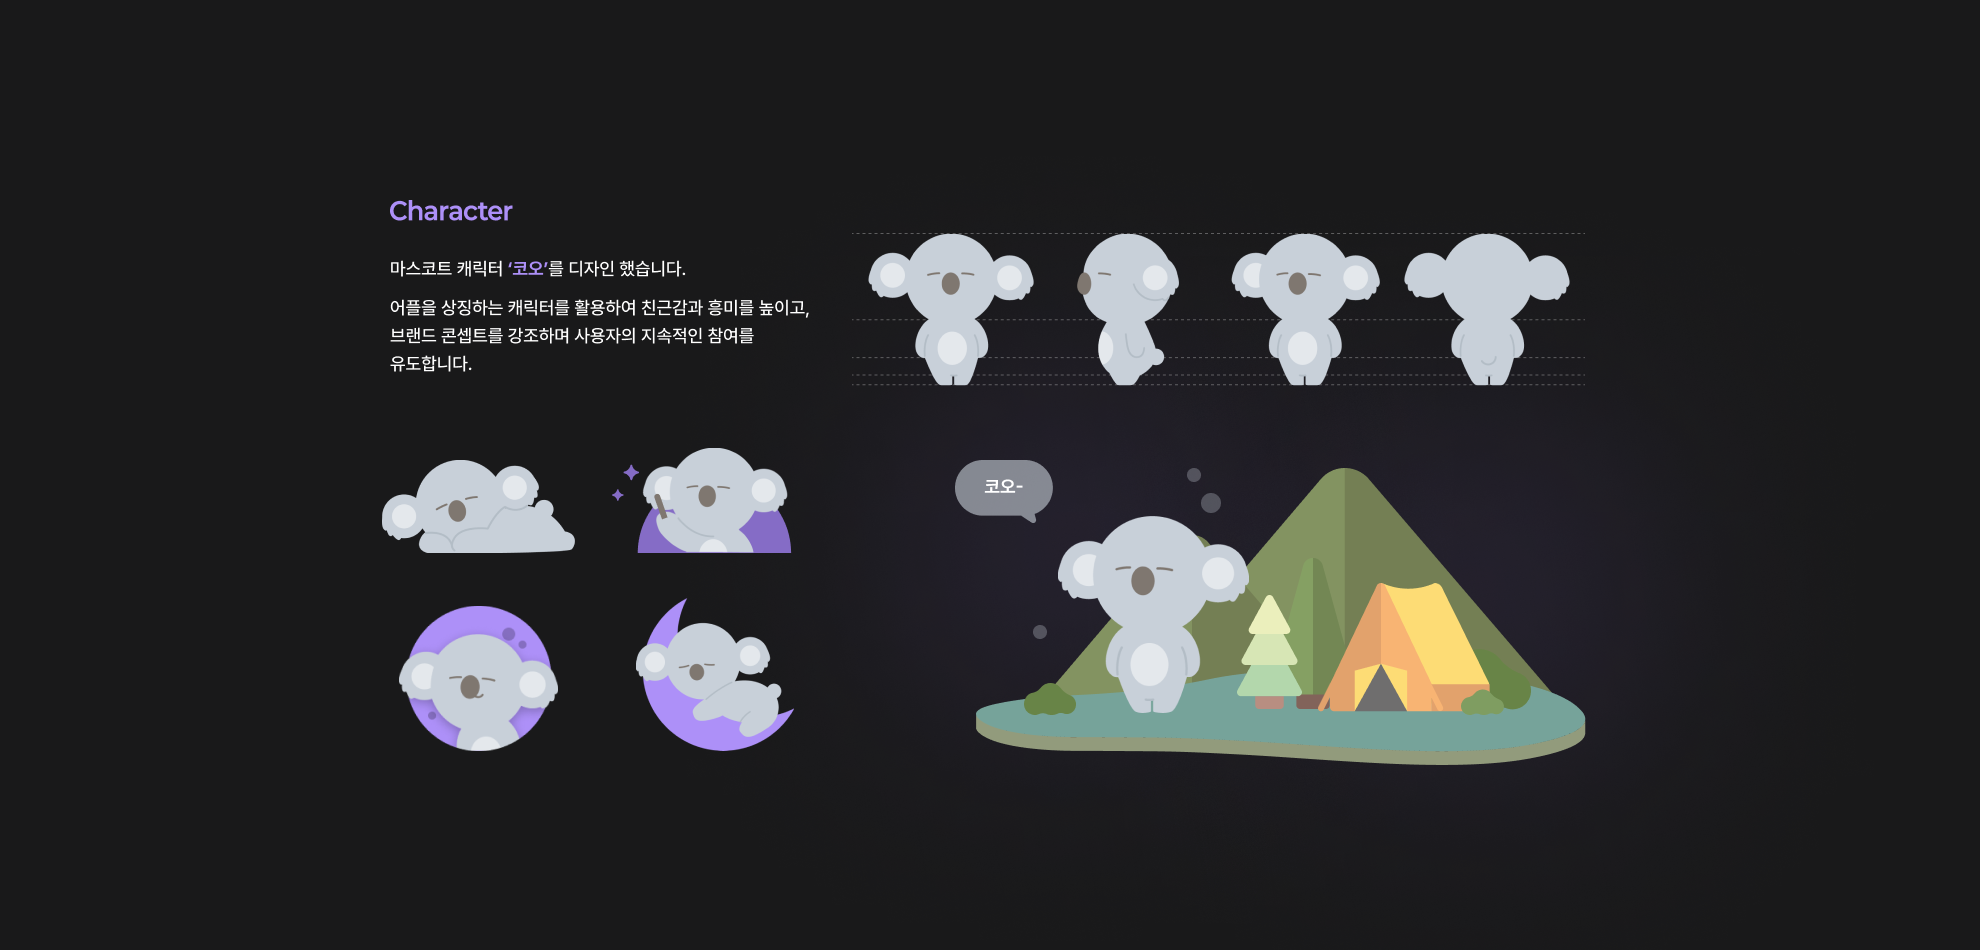 Character
마스코트 캐릭터 ‘코오’를 디자인 했습니다.
어플을 상징하는 캐릭터를 활용하여 친근감과 흥미를 높이고,
브랜드 콘셉트를 강조하며 사용자의 지속적인 참여를
유도합니다.
코오-